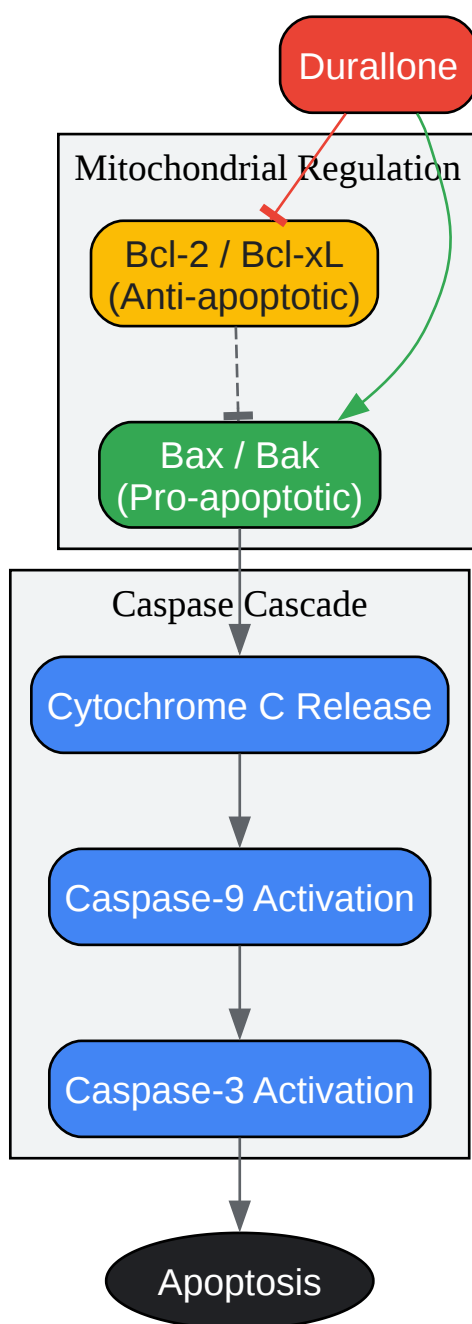 Durallone
Mitochondrial Regulation
Bcl-2 / Bcl-xL
(Anti-apoptotic)
Bax / Bak
(Pro-apoptotic)
Caspase Cascade
Cytochrome C Release
Caspase-9 Activation
Caspase-3 Activation
Apoptosis